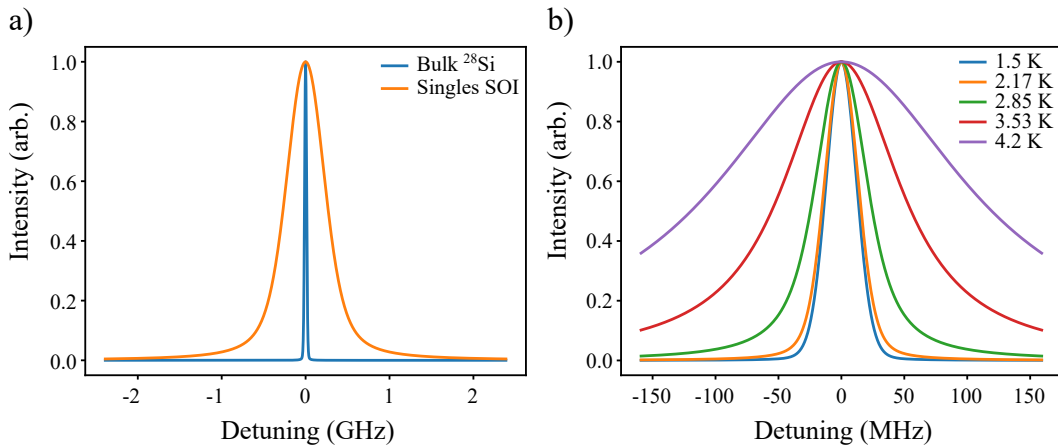 a)
Intensity (arb.)
1.0
0.8
0.6
0.4
0.2
0.0
-2
-1
0
1
2
Detuning (GHz)
Bulk ²⁸Si
Singles SOI
b)
Intensity (arb.)
1.0
0.8
0.6
0.4
0.2
0.0
-150
-100
-50
0
50
100
150
Detuning (MHz)
1.5 K
2.17 K
2.85 K
3.53 K
4.2 K